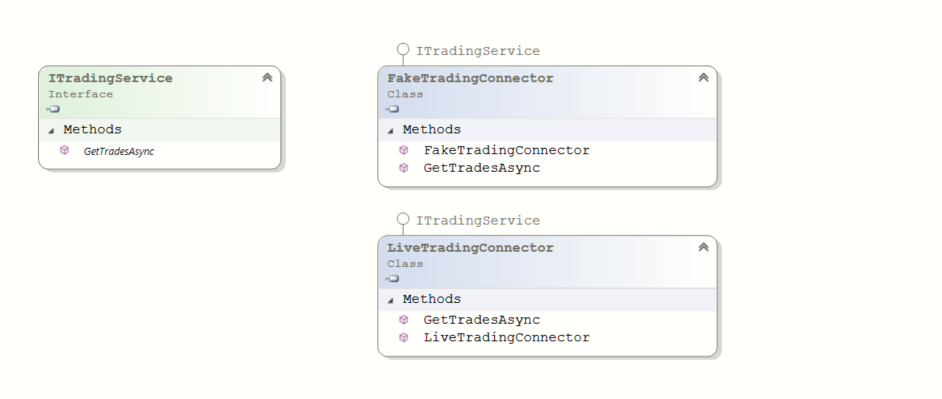 ITradingService
Interface
Methods
GetTradesAsync
ITradingService
FakeTradingConnector
Class
Methods
FakeTradingConnector
GetTradesAsync
ITradingService
LiveTradingConnector
Class
Methods
GetTradesAsync
LiveTradingConnector